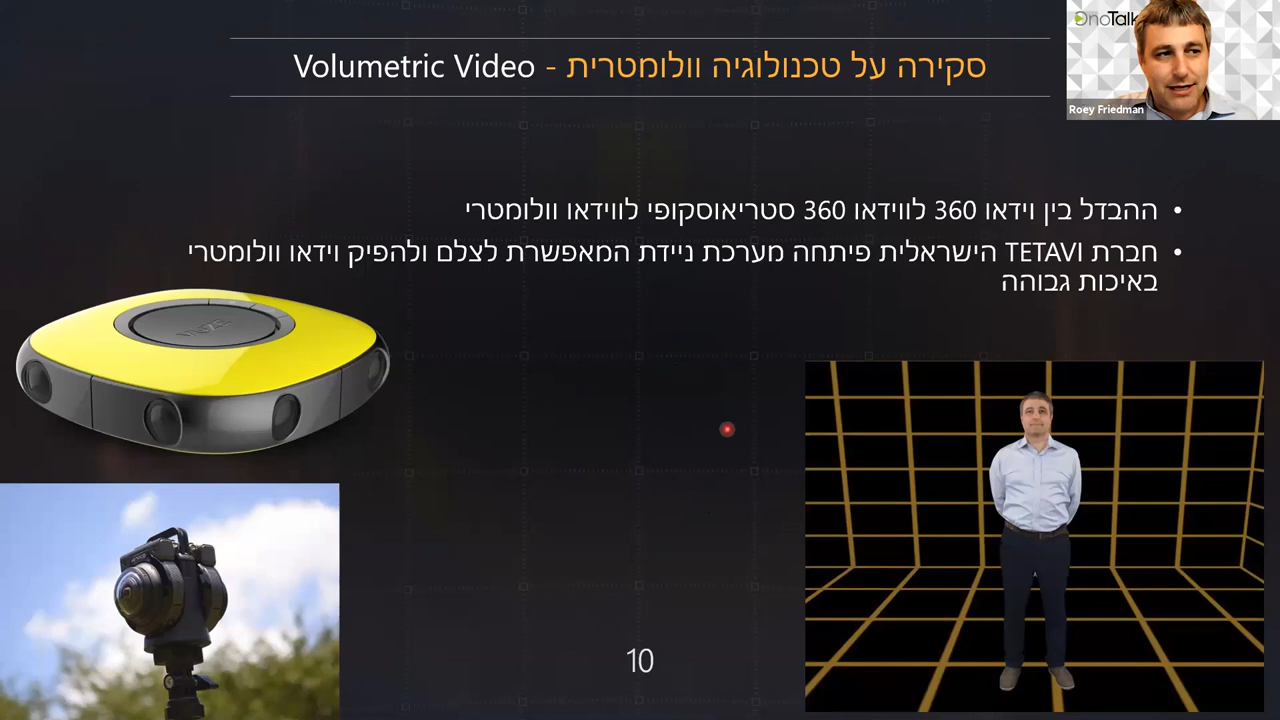 סקירה על טכנולוגיה וולומטרית - Volumetric Video
OnoTalk
Roey Friedman
• ההבדל בין וידאו 360 לווידאו 360 סטריאוסקופי לווידאו וולומטרי
• חברת TETAVI הישראלית פיתחה מערכת ניידת המאפשרת לצלם ולהפיק וידאו וולומטרי
באיכות גבוהה
VUZE
10